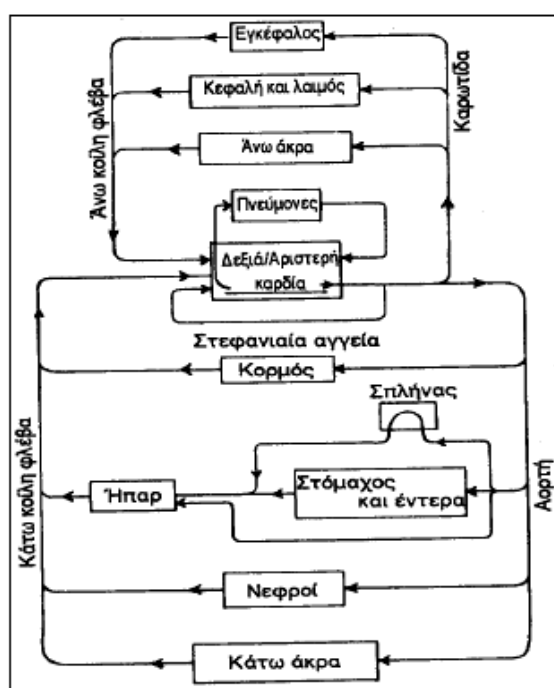 Εγκέφαλος
Κεφαλή και λαιμός
Άνω άκρα
Πνεύμονες
Δεξιά/Αριστερή
καρδία
Άνω κοίλη φλέβα
Καρωτίδα
Στεφανιαία αγγεία
Κορμός
Σπλήνας
Στόμαχος
και έντερα
Ήπαρ
Νεφροί
Κάτω άκρα
Κάτω κοίλη φλέβα
Αορτή